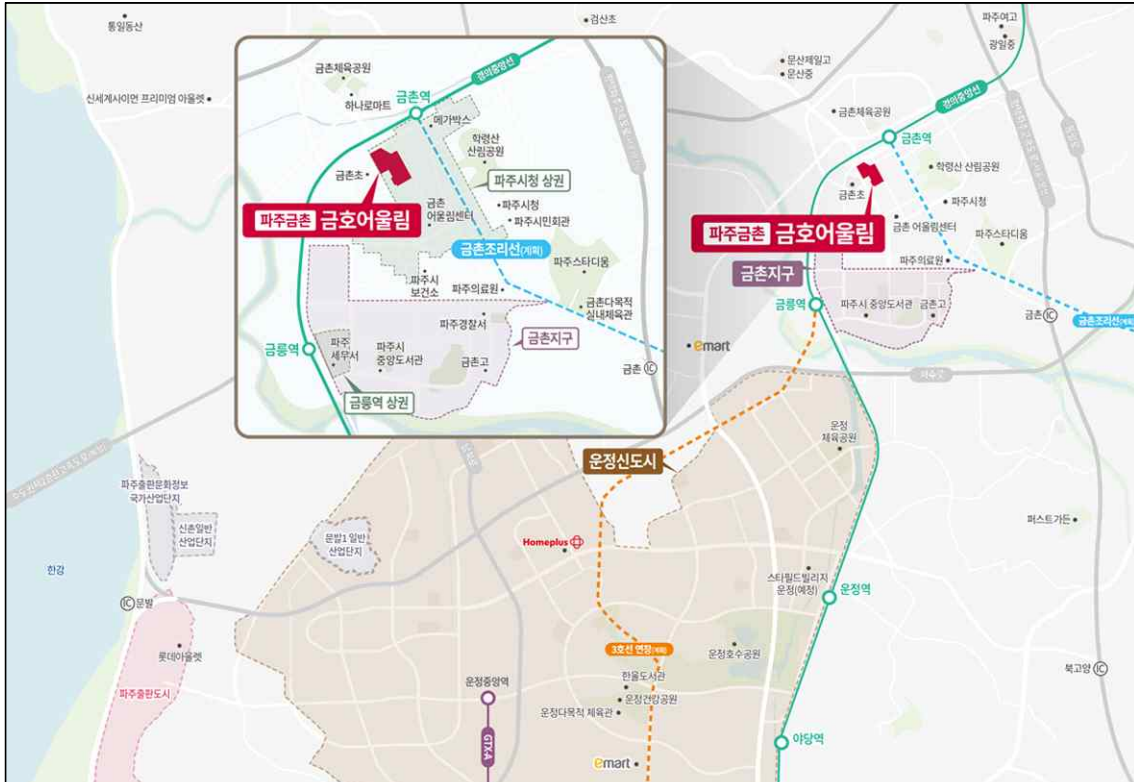 통일동산
검산초
파주여고
광일중
문산제일고
문산중
신세계사이먼 프리미엄 아울렛
금촌체육공원
하나로마트
금촌역
경의중앙선
메가박스
학령산
산림공원
금촌초
파주시청 상권
파주금촌 금호어울림
금촌
어울림센터
파주시청
파주시민회관
금촌조리선(계획)
파주시
보건소
파주의료원
파주스타디움
금촌다목적
실내체육관
파주경찰서
금촌지구
금릉역
파주
세무서
파주시
중앙도서관
금촌고
금촌 IC
금릉역 상권
경의중앙선
금촌체육공원
금촌역
학령산 산림공원
금촌초
파주시청
금촌 어울림센터
파주금촌 금호어울림
파주스타디움
파주의료원
금촌지구
금릉역
파주시 중앙도서관
금촌고
금촌 IC
금촌조리선(계획)
emart
운정
체육공원
운정신도시
파주출판문화정보
국가산업단지
신촌일반
산업단지
문발1 일반
산업단지
Homeplus
퍼스트가든
한강
스타필드빌리지
운정(예정)
운정역
IC 문발
롯데아울렛
3호선 연장(계획)
운정호수공원
북고양 IC
파주출판도시
운정중앙역
한울도서관
운정건강공원
운정다목적 체육관
GTX-A
야당역
emart